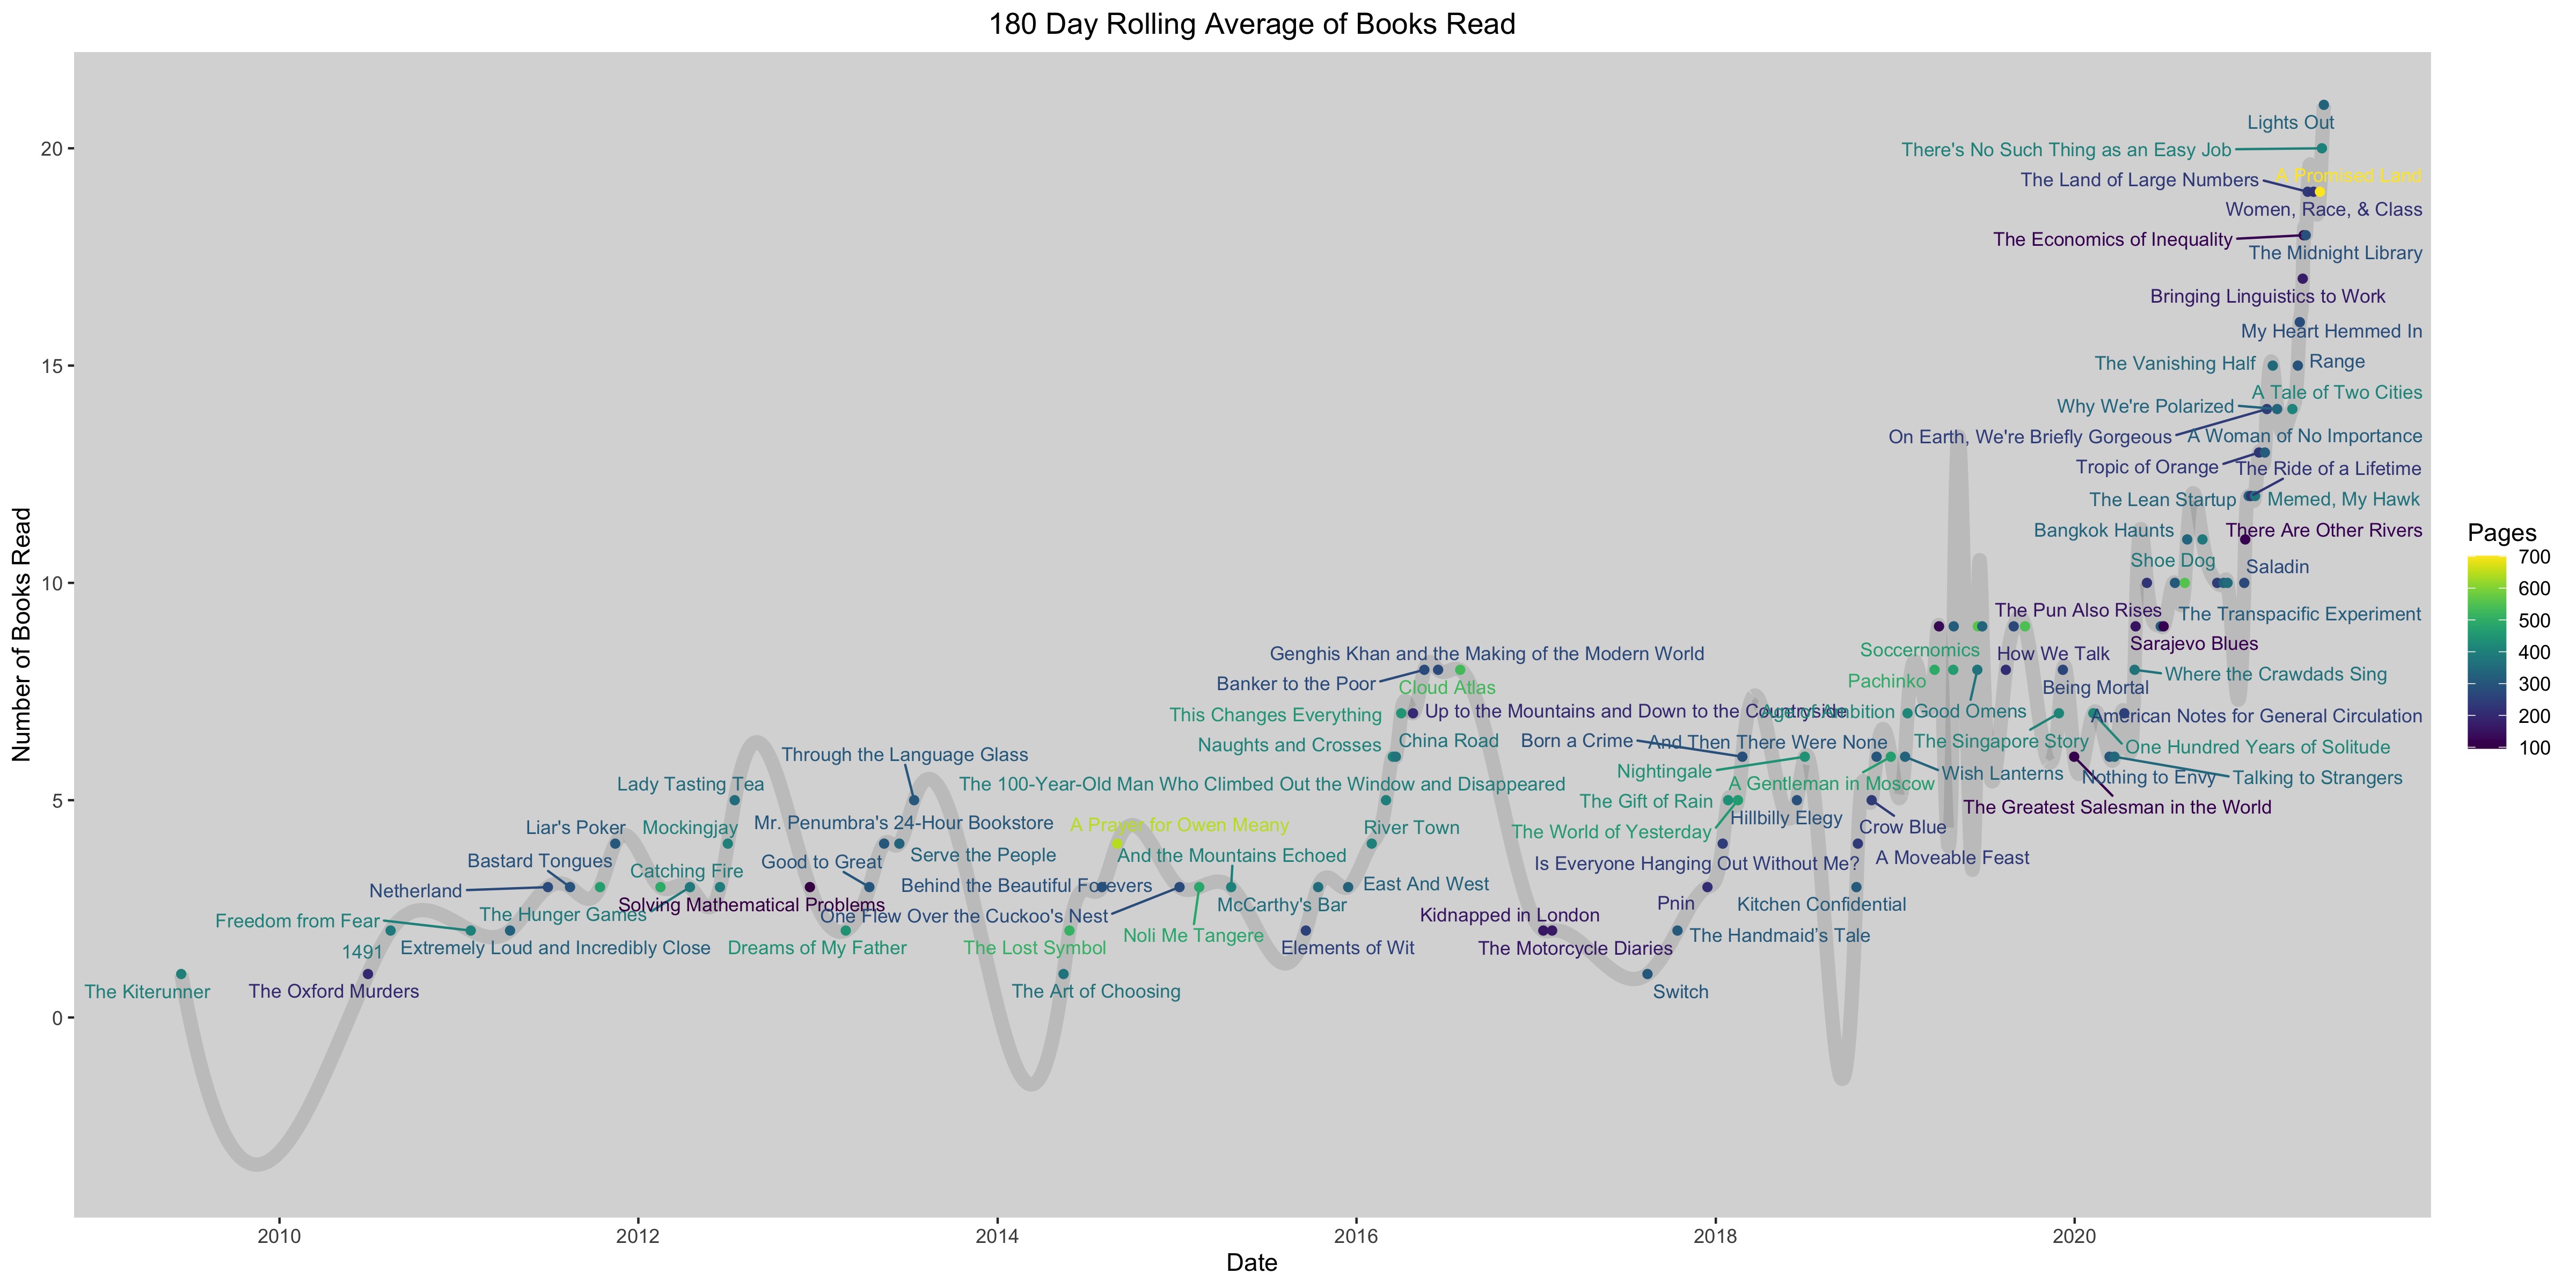 180 Day Rolling Average of Books Read
Lights Out
20
There's No Such Thing as an Easy Job
A Promised Land
The Land of Large Numbers
Women, Race, & Class
The Economics of Inequality
The Midnight Library
Bringing Linguistics to Work
My Heart Hemmed In
15
The Vanishing Half
Range
A Tale of Two Cities
Why We're Polarized
On Earth, We're Briefly Gorgeous
A Woman of No Importance
Tropic of Orange
The Ride of a Lifetime
The Lean Startup
Memed, My Hawk
Bangkok Haunts
There Are Other Rivers
Shoe Dog
Saladin
10
The Pun Also Rises
The Transpacific Experiment
Sarajevo Blues
Soccernomics
How We Talk
Genghis Khan and the Making of the Modern World
Where the Crawdads Sing
Pachinko
Banker to the Poor
Cloud Atlas
Being Mortal
This Changes Everything
Up to the Mountains and Down to the Countryside
Age of Ambition
Good Omens
American Notes for General Circulation
Naughts and Crosses
China Road
Born a Crime
And Then There Were None
The Singapore Story
One Hundred Years of Solitude
Through the Language Glass
Nightingale
Wish Lanterns
Nothing to Envy
Talking to Strangers
Lady Tasting Tea
The 100-Year-Old Man Who Climbed Out the Window and Disappeared
A Gentleman in Moscow
5
The Gift of Rain
The Greatest Salesman in the World
Liar's Poker
Mockingjay
Mr. Penumbra's 24-Hour Bookstore
A Prayer for Owen Meany
River Town
The World of Yesterday
Hillbilly Elegy
Crow Blue
Bastard Tongues
Good to Great
Serve the People
And the Mountains Echoed
Is Everyone Hanging Out Without Me?
A Moveable Feast
Catching Fire
Netherland
Behind the Beautiful Forevers
East And West
The Hunger Games
Solving Mathematical Problems
One Flew Over the Cuckoo's Nest
McCarthy's Bar
Kidnapped in London
Pnin
Kitchen Confidential
Freedom from Fear
1491
Extremely Loud and Incredibly Close
Dreams of My Father
The Lost Symbol
Noli Me Tangere
Elements of Wit
The Motorcycle Diaries
The Handmaid's Tale
The Kiterunner
The Oxford Murders
The Art of Choosing
Switch
0
Number of Books Read
2010
2012
2014
2016
2018
2020
Date
Pages
700
600
500
400
300
200
100